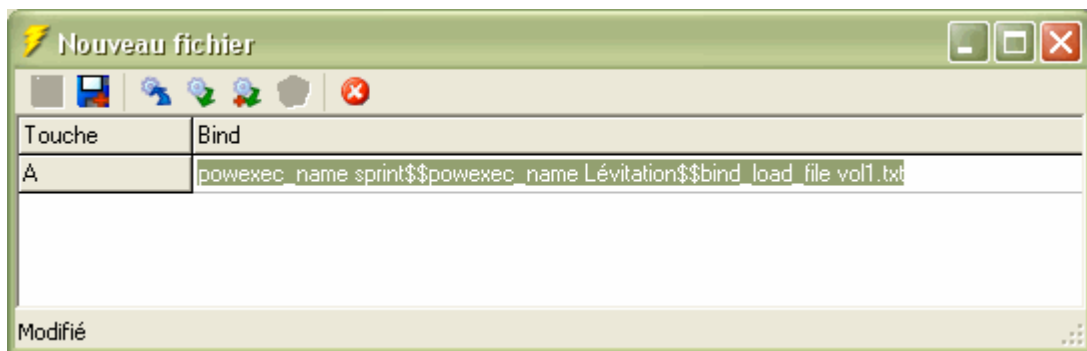 Nouveau fichier
Touche Bind
A powexec_name sprint$$powexec_name Lévitation$$bind_load_file vol1.txt
Modifié